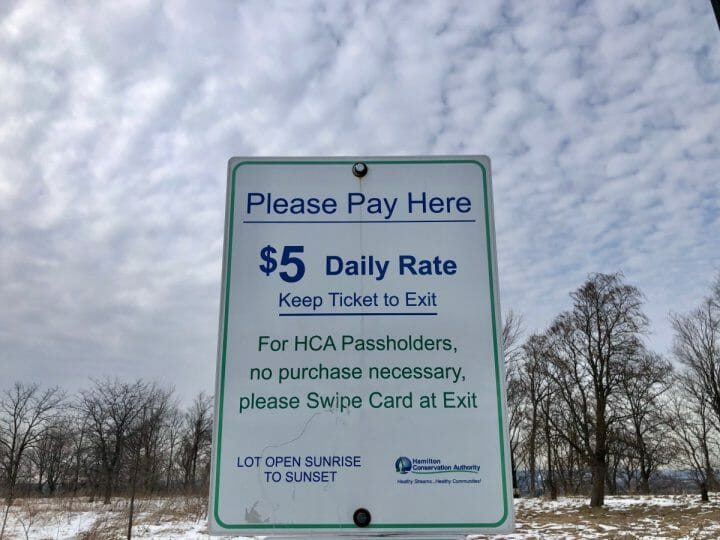 Please Pay Here
$5 Daily Rate
Keep Ticket to Exit
For HCA Passholders,
no purchase necessary,
please Swipe Card at Exit
LOT OPEN SUNRISE
TO SUNSET
Hamilton
Conservation Authority
Healthy Streams...Healthy Communities!